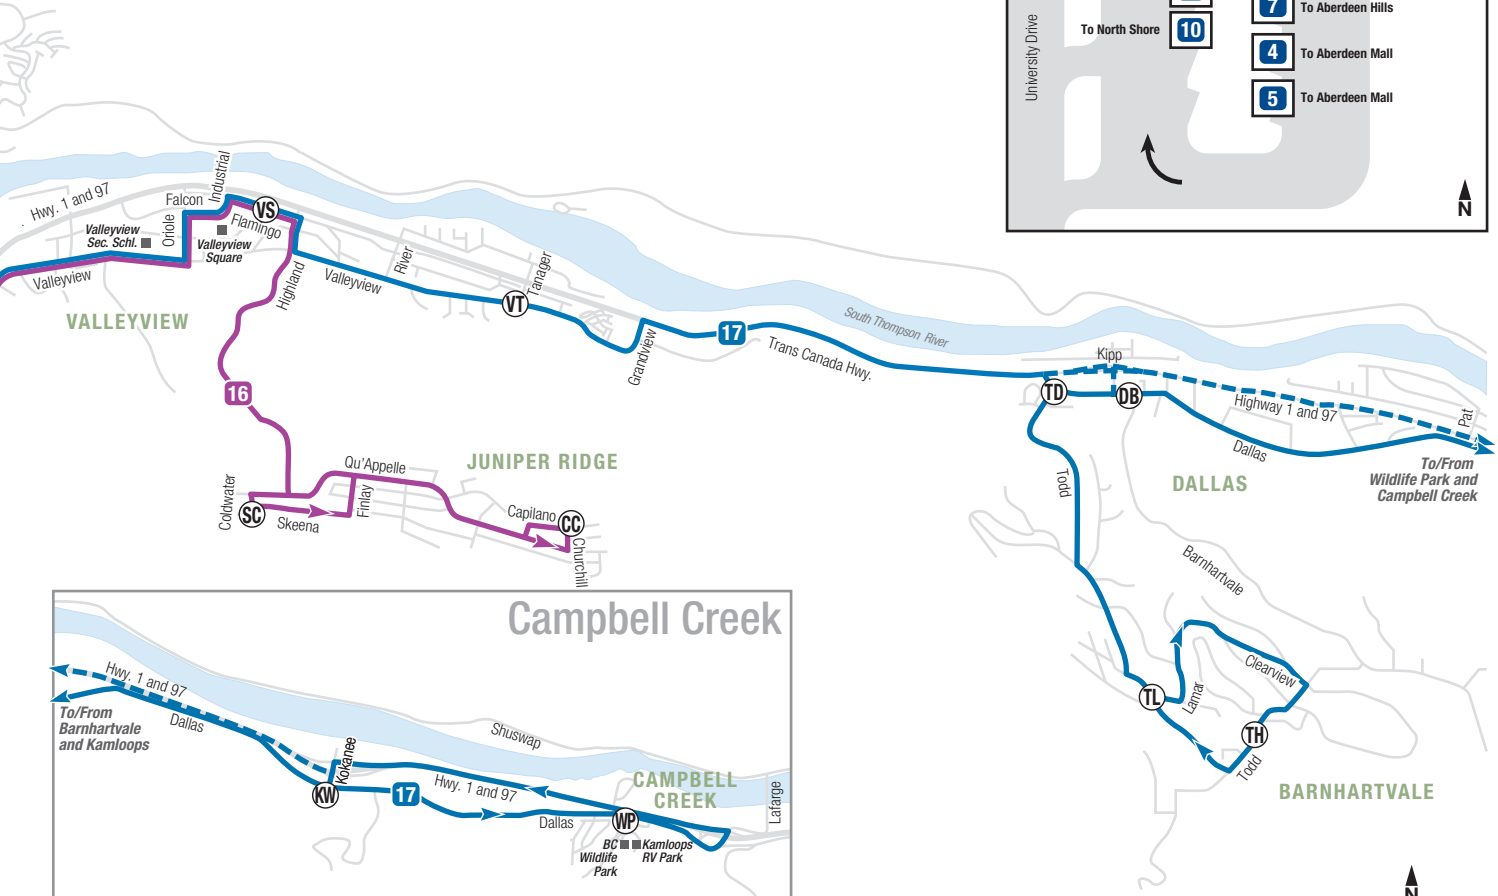 University Drive
To North Shore
10
7
To Aberdeen Hills
4
To Aberdeen Mall
5
To Aberdeen Mall
N
Hwy. 1 and 97
Falcon
Industrial
VS
Oriole
Flamingo
Valleyview
Sec. Schl.
Valleyview
Square
Valleyview
VALLEYVIEW
Highland
Valleyview
River
VT
Tanager
Grandview
17
Trans Canada Hwy.
South Thompson River
Kipp
TD
DB
Highway 1 and 97
Pat
Dallas
To/From
Wildlife Park and
Campbell Creek
DALLAS
16
Coldwater
SC
Skeena
Finlay
Qu'Appelle
JUNIPER RIDGE
Capilano
CC
Churchill
Todd
Barnhartvale
Clearview
Lamar
TL
TH
Todd
BARNHARTVALE
Campbell Creek
Hwy. 1 and 97
Dallas
To/From
Barnhartvale
and Kamloops
Kokanee
KW
17
Hwy. 1 and 97
Shuswap
CAMPBELL
CREEK
Lafarge
Dallas
WP
BC
Wildlife
Park
Kamloops
RV Park
N